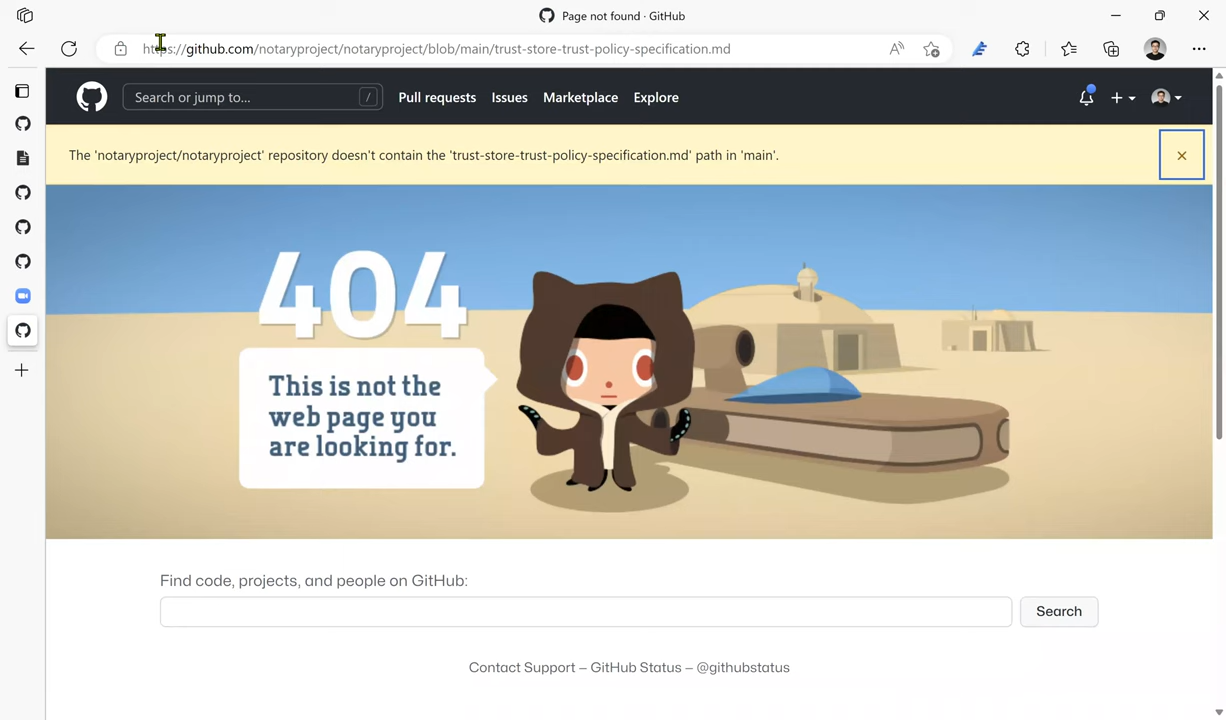 Page not found · GitHub
https://github.com/notaryproject/notaryproject/blob/main/trust-store-trust-policy-specification.md
Search or jump to... /
Pull requests Issues Marketplace Explore
The 'notaryproject/notaryproject' repository doesn't contain the 'trust-store-trust-policy-specification.md' path in 'main'.
404
This is not the
web page you
are looking for.
Find code, projects, and people on GitHub:
Search
Contact Support — GitHub Status — @githubstatus